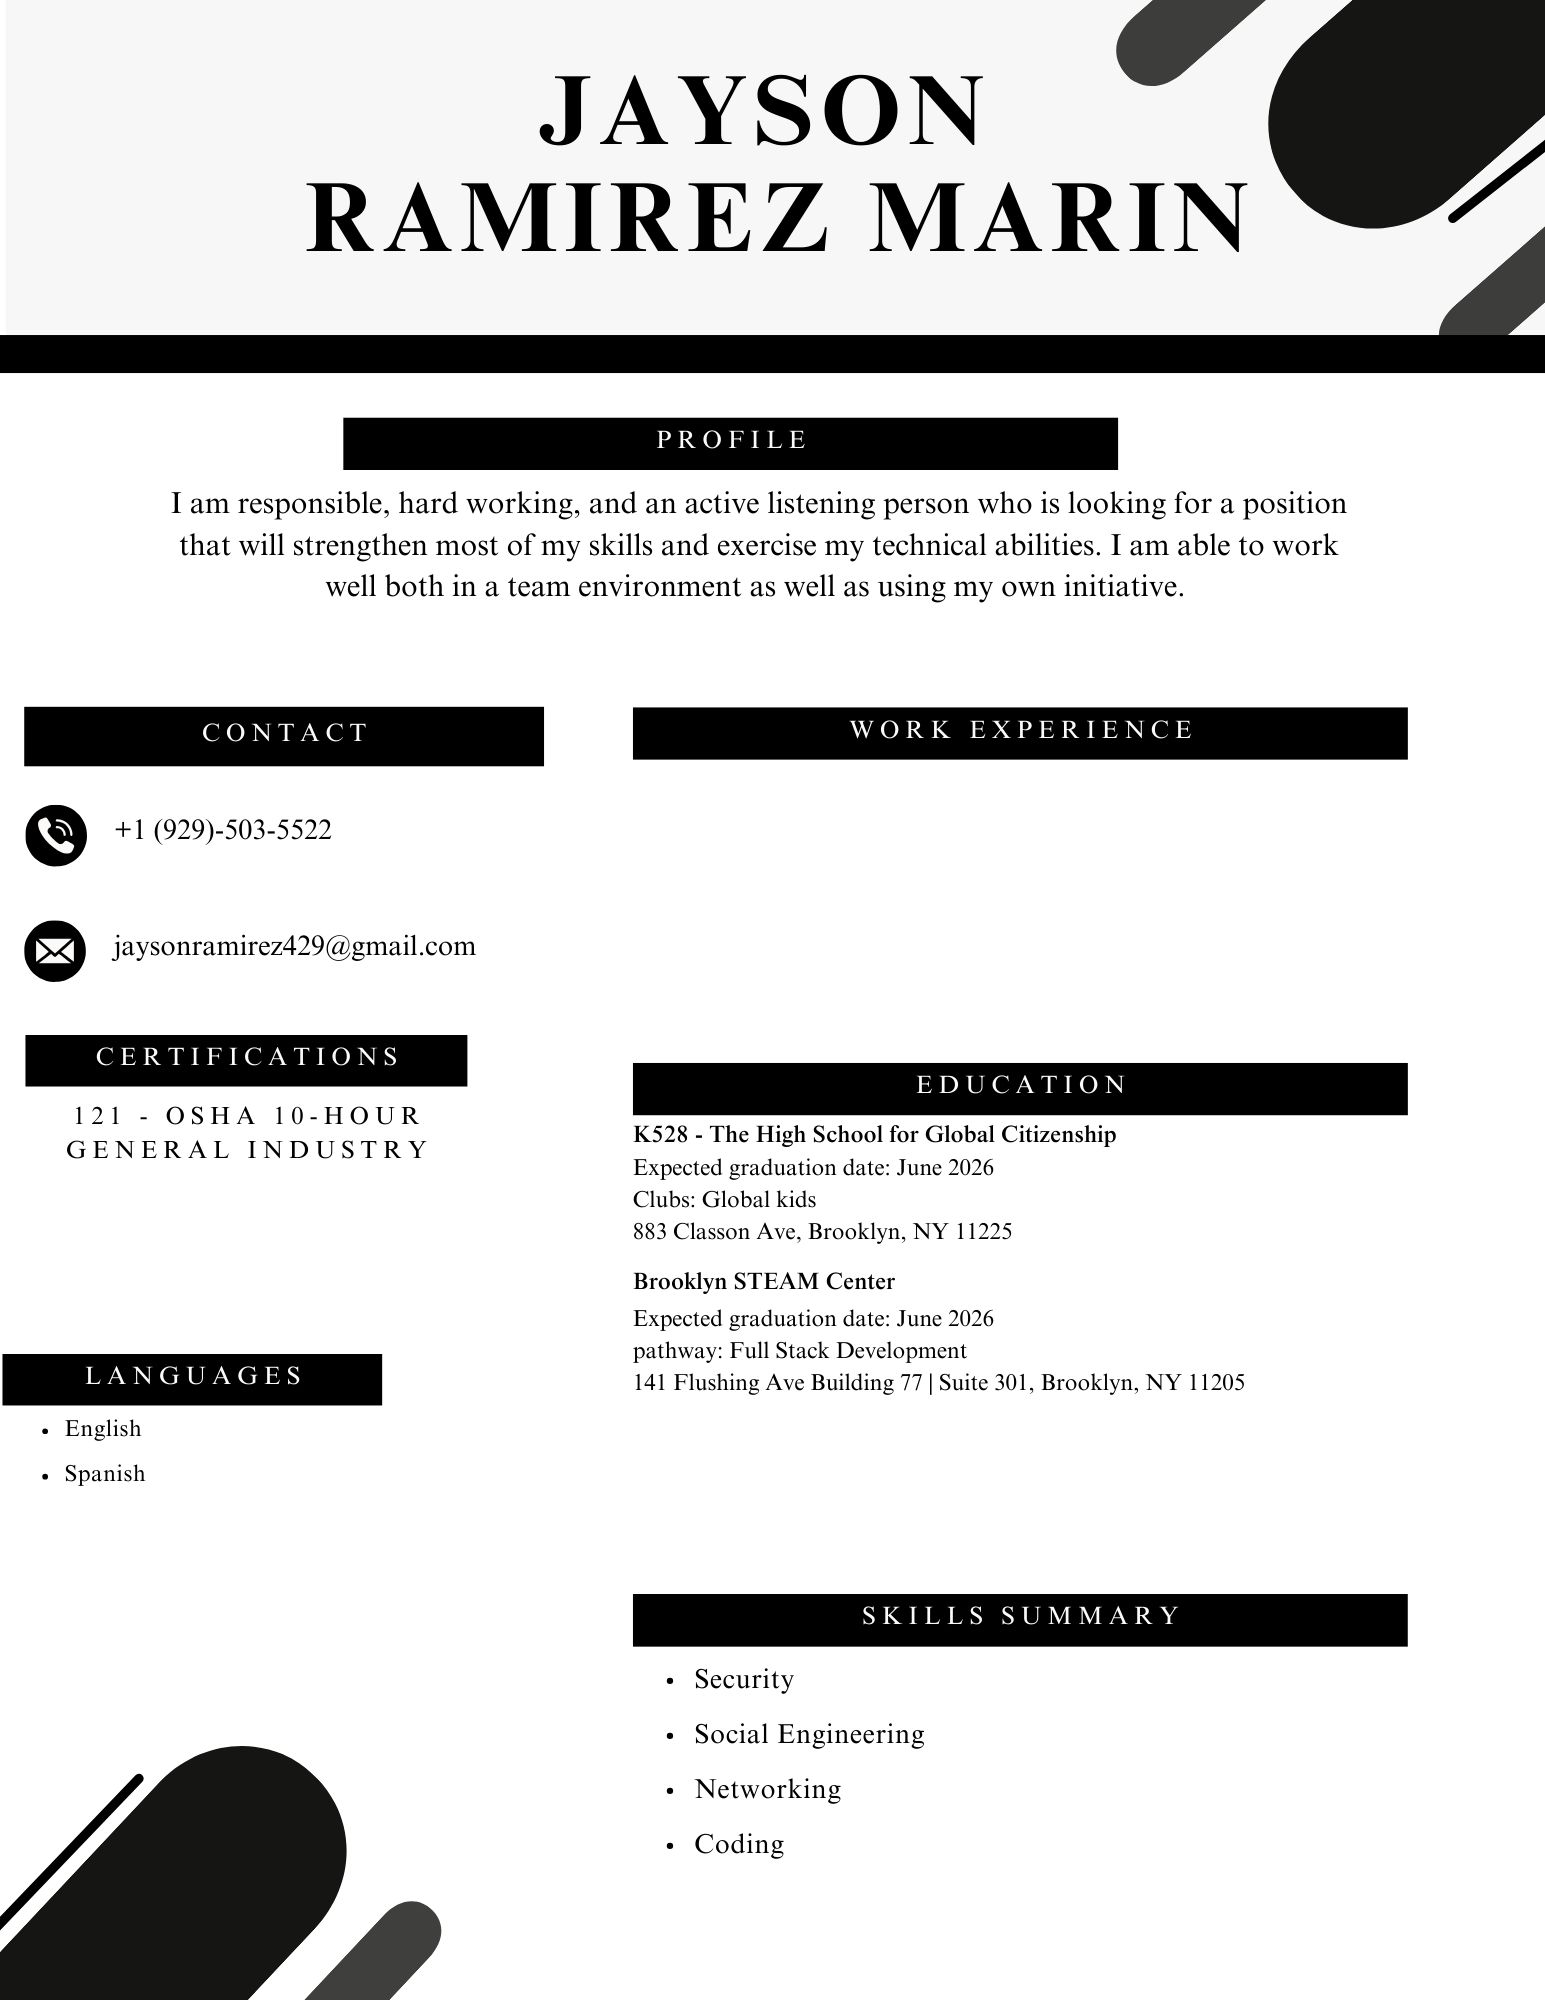 JAYSON
RAMIREZ MARIN
PROFILE
I am responsible, hard working, and an active listening person who is looking for a position
that will strengthen most of my skills and exercise my technical abilities. I am able to work
well both in a team environment as well as using my own initiative.
CONTACT
+1 (929)-503-5522
jaysonramirez429@gmail.com
CERTIFICATIONS
121 - OSHA 10-HOUR
GENERAL INDUSTRY
LANGUAGES
• English
• Spanish
WORK EXPERIENCE
EDUCATION
K528 - The High School for Global Citizenship
Expected graduation date: June 2026
Clubs: Global kids
883 Classon Ave, Brooklyn, NY 11225
Brooklyn STEAM Center
Expected graduation date: June 2026
pathway: Full Stack Development
141 Flushing Ave Building 77 | Suite 301, Brooklyn, NY 11205
SKILLS SUMMARY
• Security
• Social Engineering
• Networking
• Coding